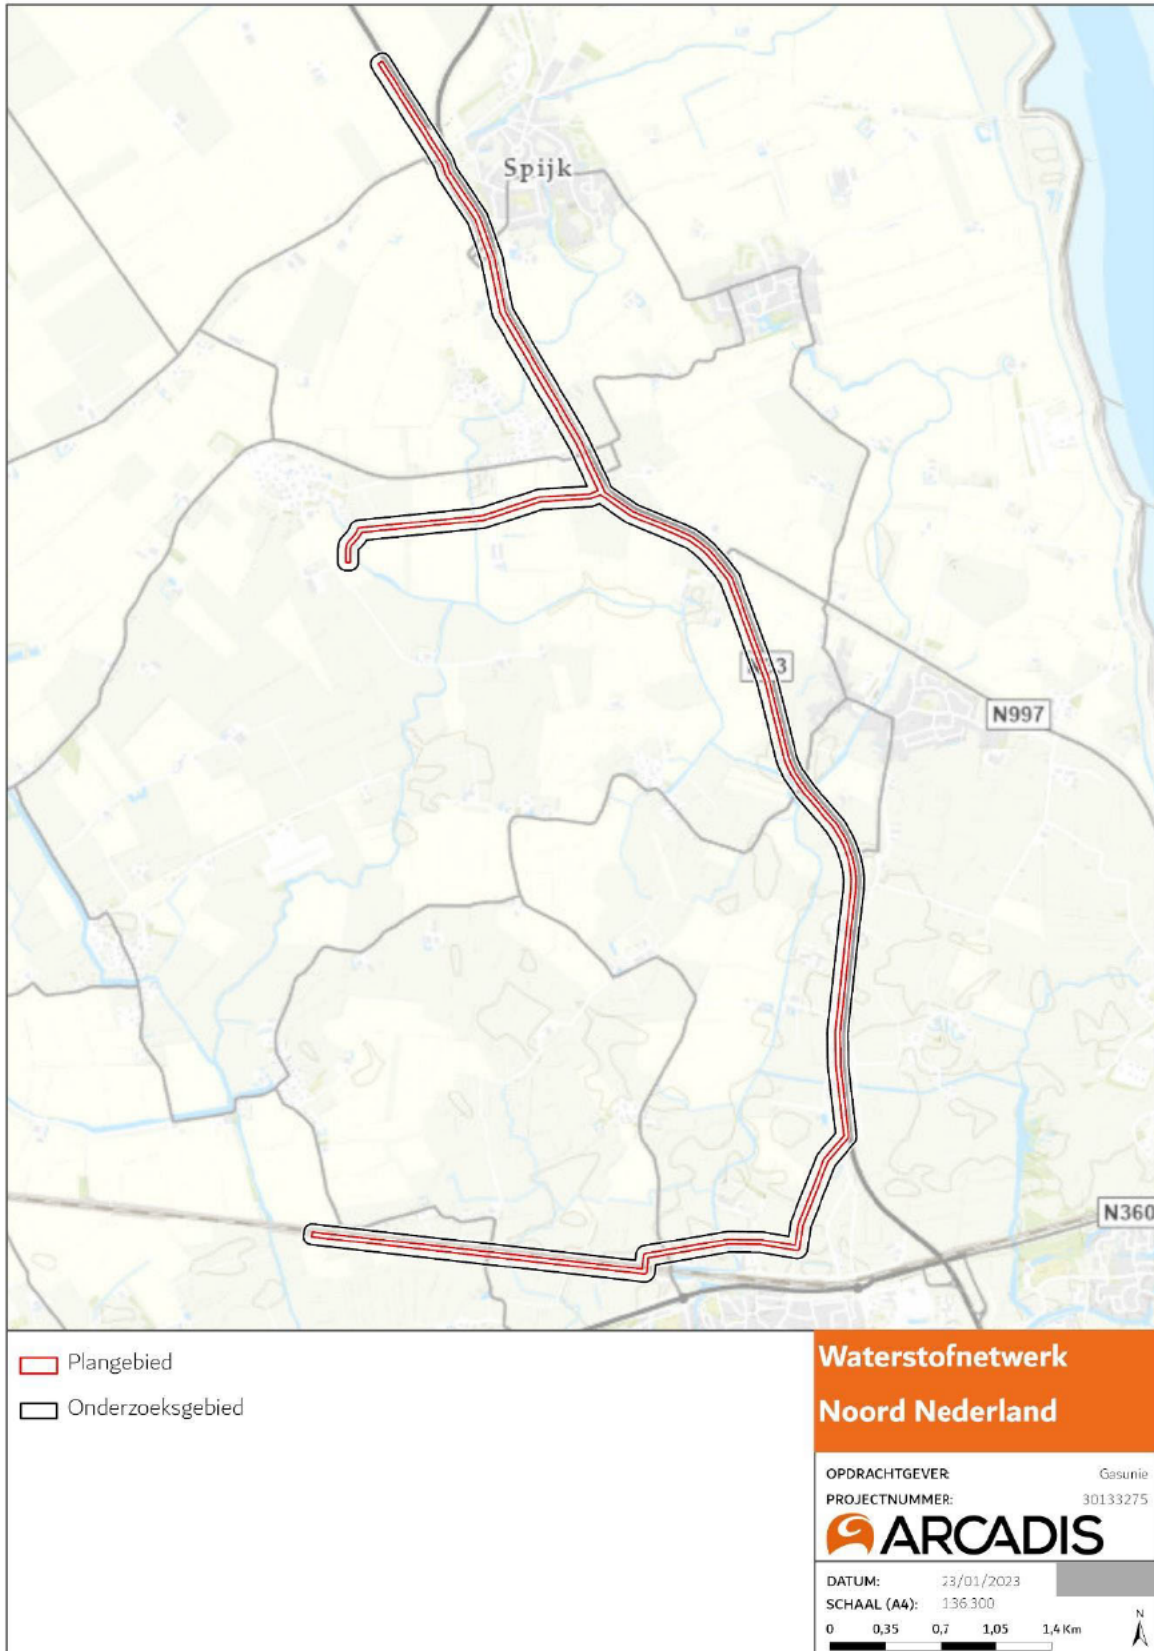 Spijk
N997
N360
Plangebied
Onderzoeksgebied
Waterstofnetwerk
Noord Nederland
OPDRACHTGEVER: Gasunie
PROJECTNUMMER: 30133275
ARCADIS
DATUM: 23/01/2023
SCHAAL (A4): 1:36.300
0 0,35 0,7 1,05 1,4 Km
N